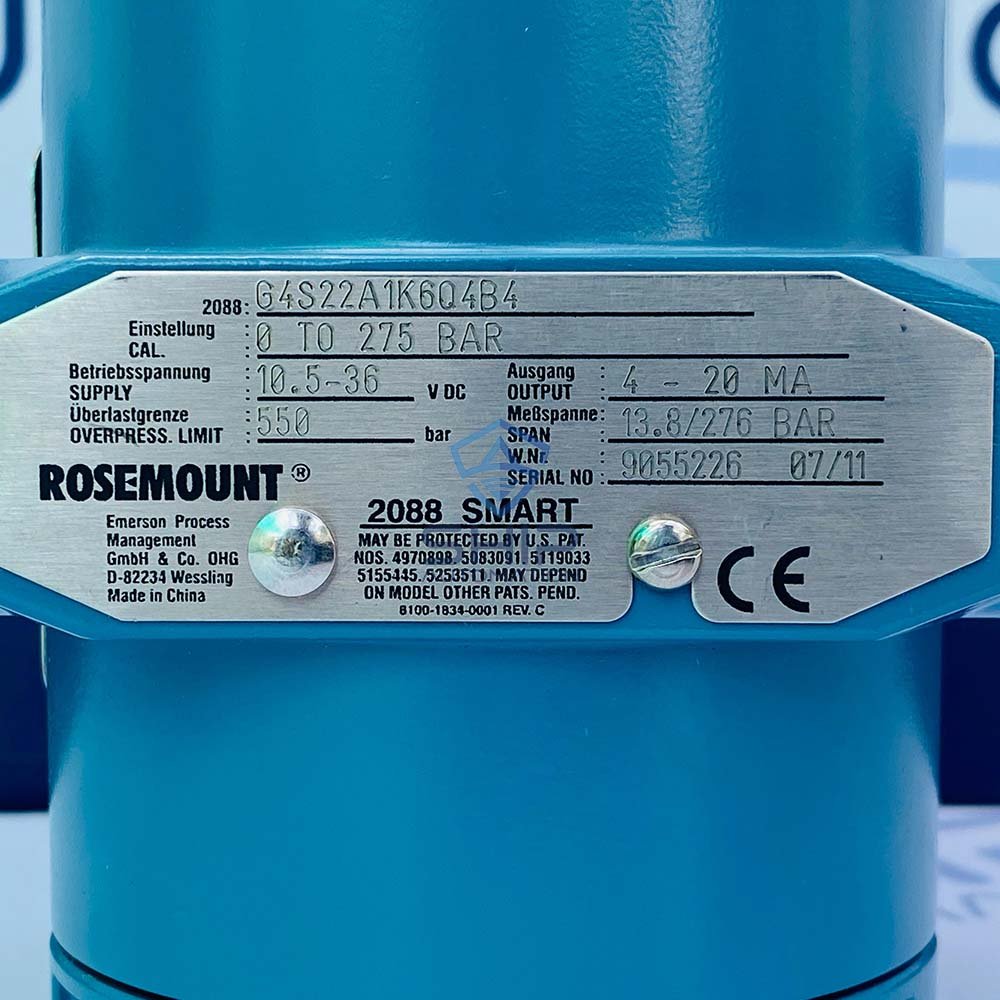 2088: G4S22A1K6Q4B4
Einstellung
CAL. : 0 TO 275 BAR
Betriebsspannung
SUPPLY : 10.5-36 V DC
Ausgang
OUTPUT : 4 - 20 MA
Überlastgrenze
OVERPRESS. LIMIT : 550 bar
Meßspanne:
SPAN : 13.8/276 BAR
W.Nr.
SERIAL NO : 9055226 07/11
ROSEMOUNT®
Emerson Process
Management
GmbH & Co. OHG
D-82234 Wessling
Made in China
2088 SMART
MAY BE PROTECTED BY U.S. PAT.
NOS. 4970898. 5083091. 5119033
5155445. 5253511. MAY DEPEND
ON MODEL OTHER PATS. PEND.
8100-1834-0001 REV. C
CE